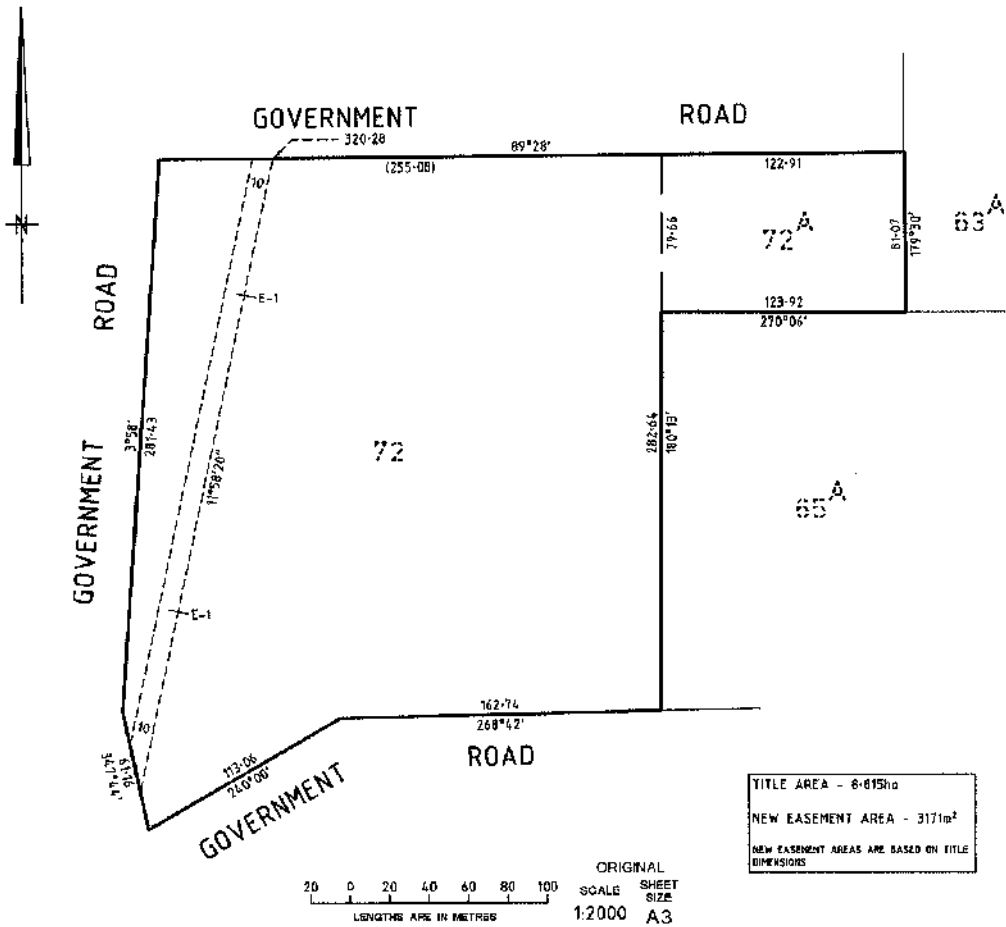 GOVERNMENT
ROAD
320·28
89°28'
(255·08)
122·91
10
72A
63A
79·66
81·07
179°30'
E-1
123·92
270°06'
ROAD
GOVERNMENT
3°58'
281·43
11°58'20"
72
282·64
180°13'
65A
E-1
10
162·74
268°42'
ROAD
113·06
240°00'
GOVERNMENT
TITLE AREA -
NEW EASEMENT AREA - 3171m²
NEW EASEMENT AREAS ARE BASED ON TITLE
DIMENSIONS
N
20 0 20 40 60 80 100
LENGTHS ARE IN METRES
ORIGINAL
SCALE
SHEET
SIZE
1:2000
A3